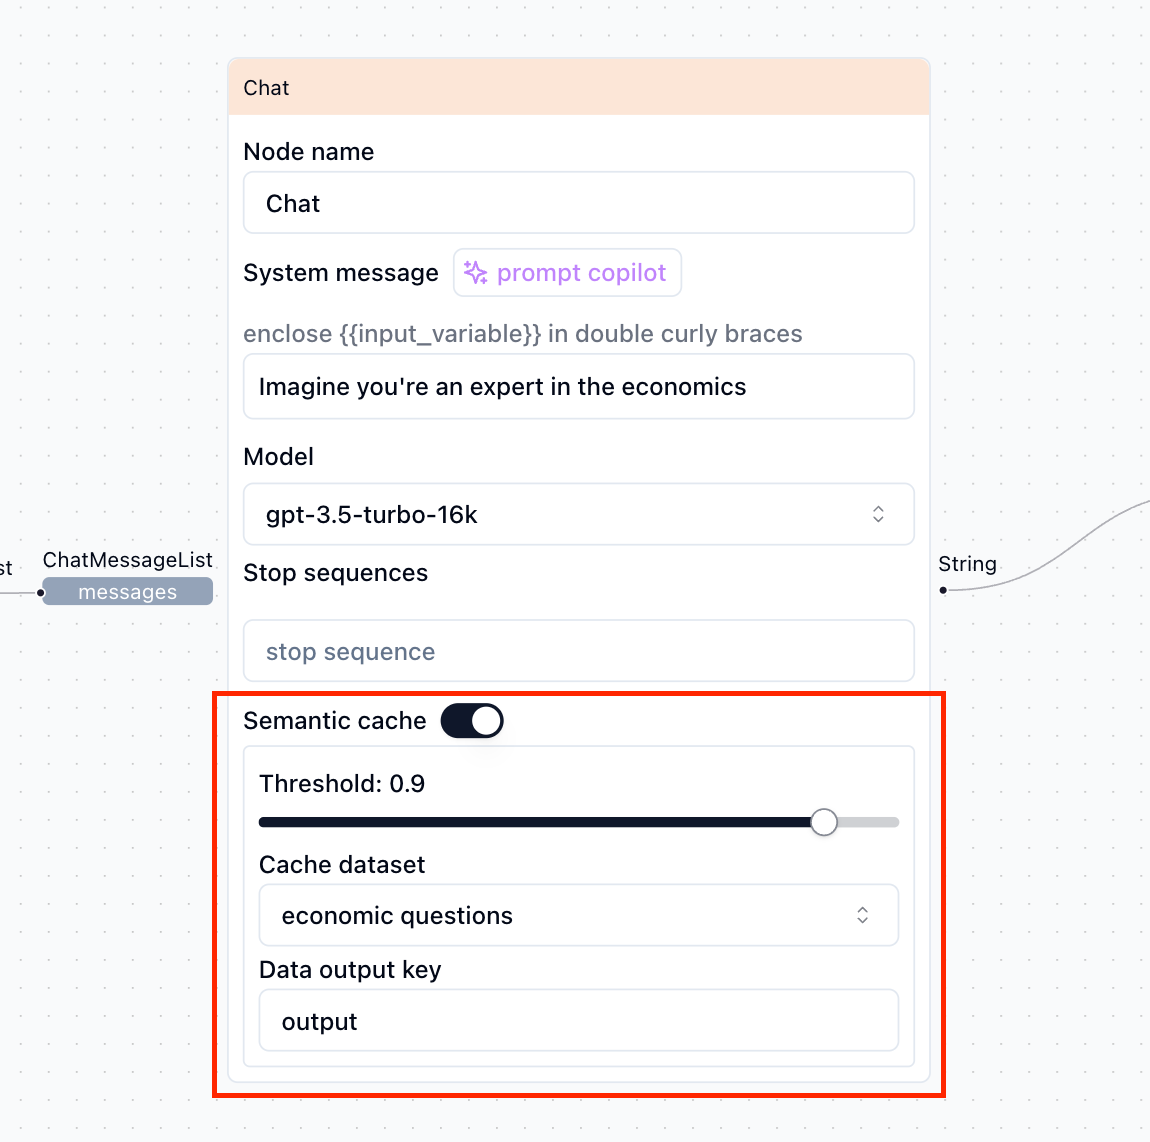 Chat
Node name
Chat
System message prompt copilot
enclose {{input_variable}} in double curly braces
Imagine you're an expert in the economics
Model
gpt-3.5-turbo-16k
st
ChatMessageList
messages
Stop sequences
String
stop sequence
Semantic cache
Threshold: 0.9
Cache dataset
economic questions
Data output key
output